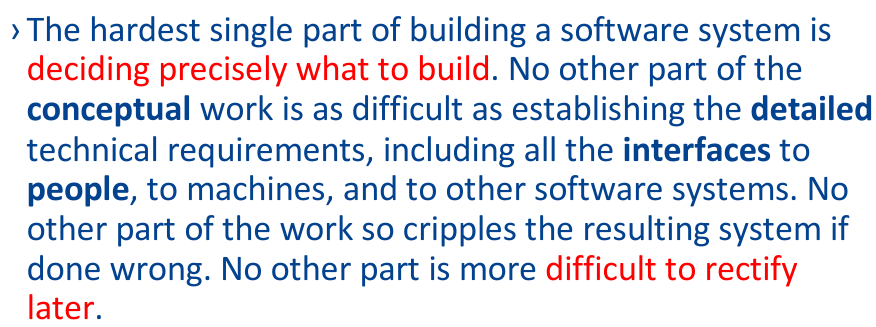 › The hardest single part of building a software system is
deciding precisely what to build. No other part of the
conceptual work is as difficult as establishing the detailed
technical requirements, including all the interfaces to
people, to machines, and to other software systems. No
other part of the work so cripples the resulting system if
done wrong. No other part is more difficult to rectify
later.